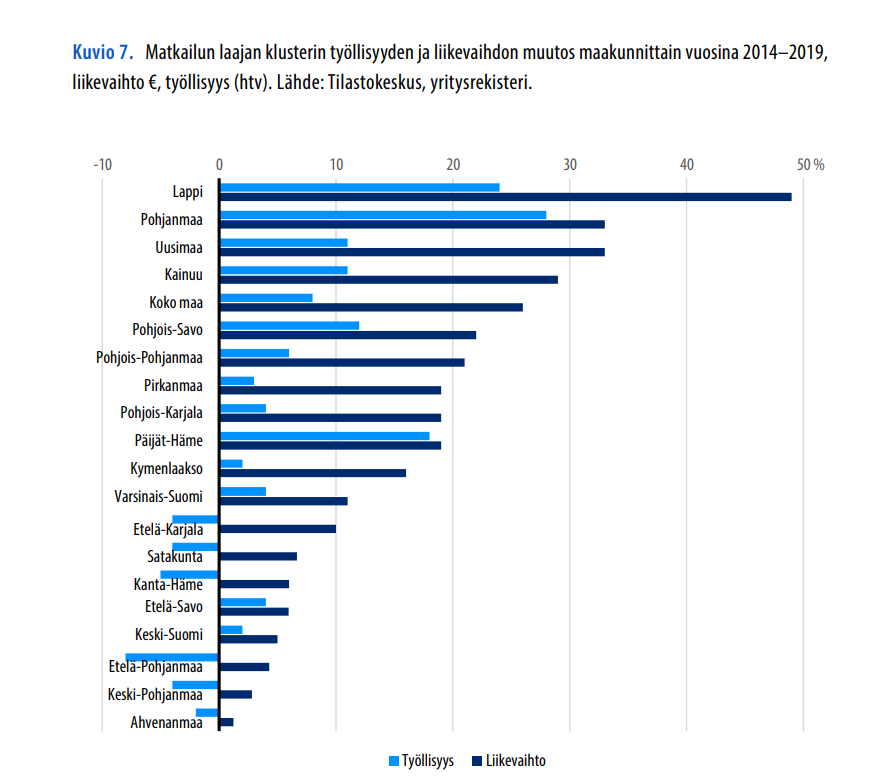 Kuvio 7. Matkailun laajan klusterin työllisyyden ja liikevaihdon muutos maakunnittain vuosina 2014–2019,
liikevaihto €, työllisyys (htv). Lähde: Tilastokeskus, yritysrekisteri.
-10 0 10 20 30 40 50 %
Lappi
Pohjanmaa
Uusimaa
Kainuu
Koko maa
Pohjois-Savo
Pohjois-Pohjanmaa
Pirkanmaa
Pohjois-Karjala
Päijät-Häme
Kymenlaakso
Varsinais-Suomi
Etelä-Karjala
Satakunta
Kanta-Häme
Etelä-Savo
Keski-Suomi
Etelä-Pohjanmaa
Keski-Pohjanmaa
Ahvenanmaa
Työllisyys Liikevaihto